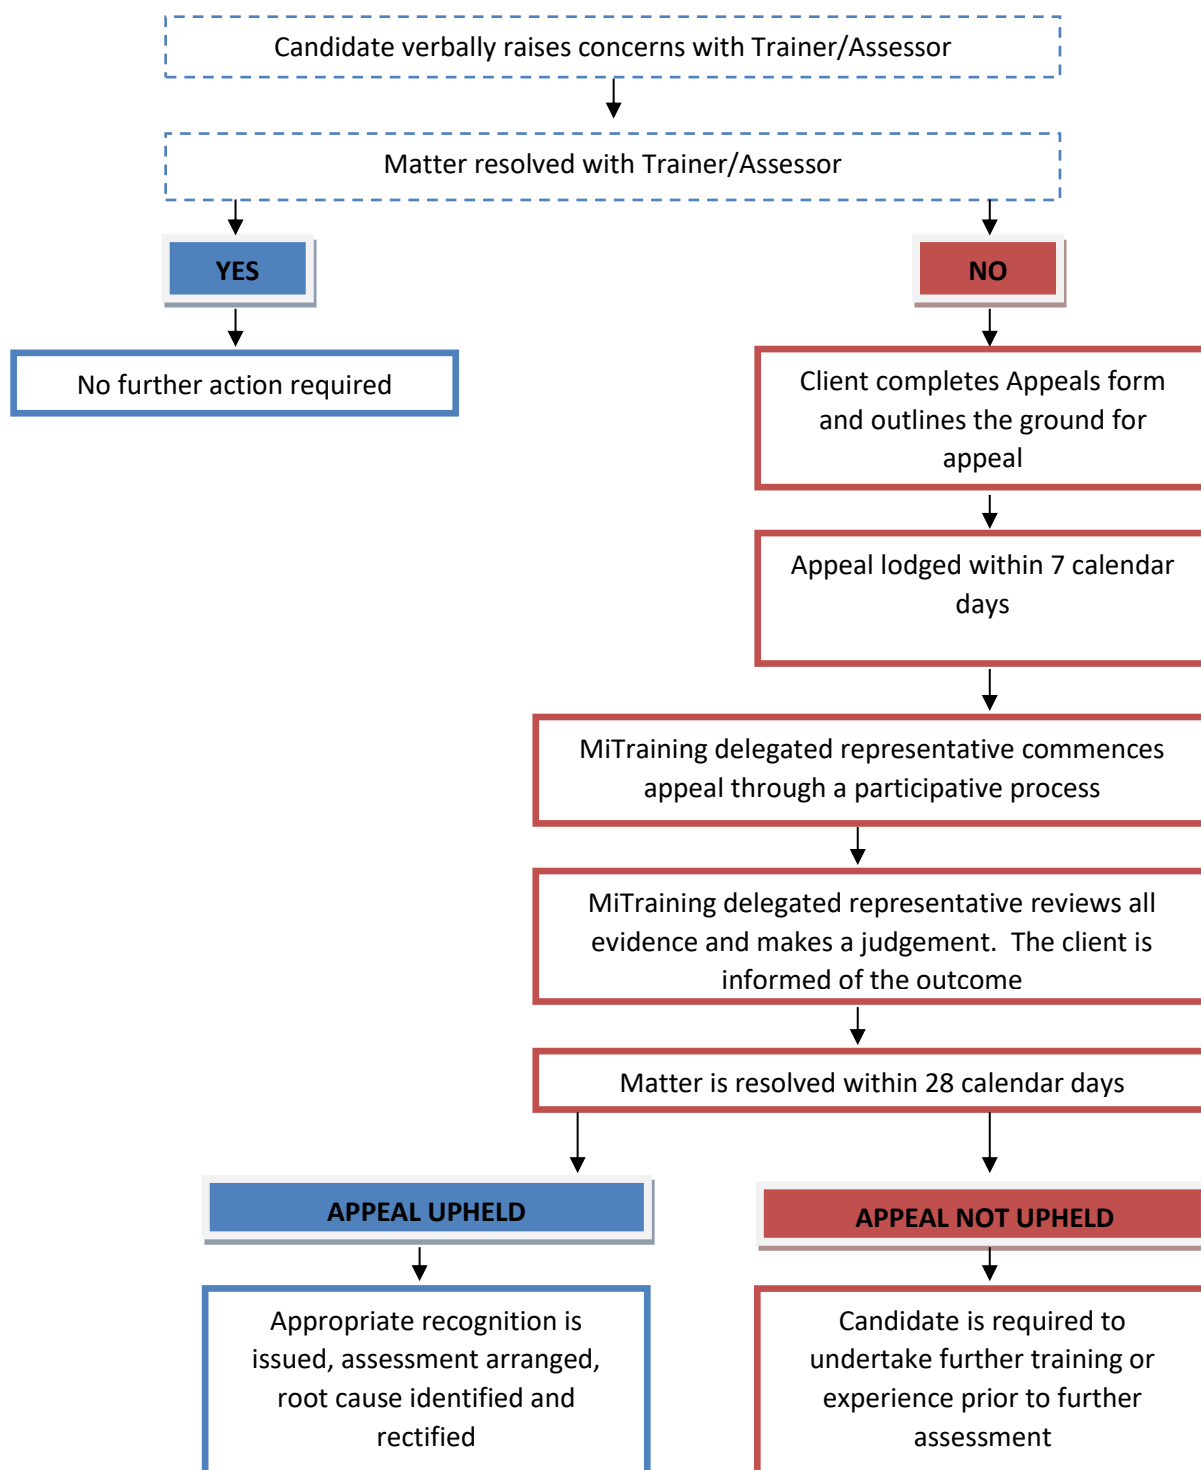 Candidate verbally raises concerns with Trainer/Assessor
Matter resolved with Trainer/Assessor
YES
NO
No further action required
Client completes Appeals form
and outlines the ground for
appeal
Appeal lodged within 7 calendar
days
MiTraining delegated representative commences
appeal through a participative process
MiTraining delegated representative reviews all
evidence and makes a judgement.  The client is
informed of the outcome
Matter is resolved within 28 calendar days
APPEAL UPHELD
APPEAL NOT UPHELD
Appropriate recognition is
issued, assessment arranged,
root cause identified and
rectified
Candidate is required to
undertake further training or
experience prior to further
assessment